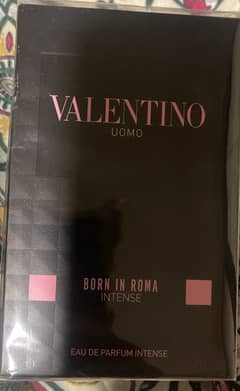 VALENTINO
UOMO
BORN IN ROMA
INTENSE
EAU DE PARFUM INTENSE